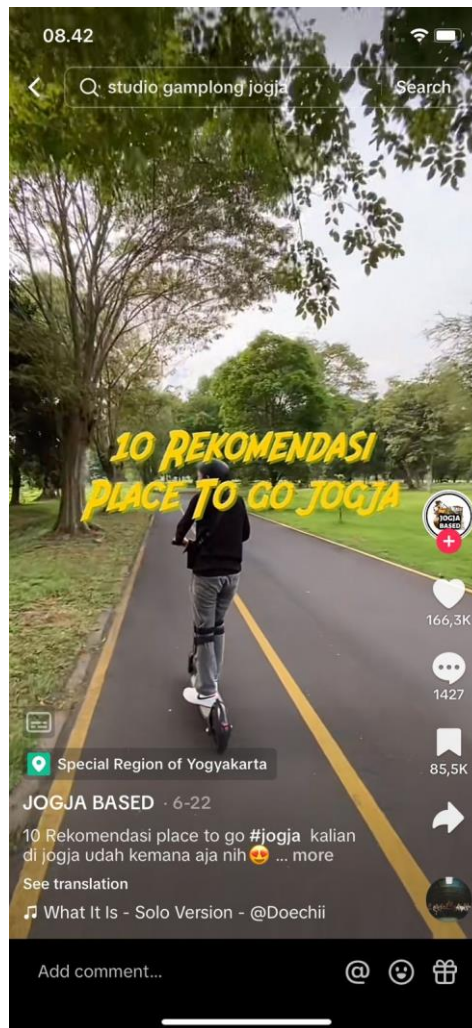 08.42
studio gamplong jogja
Search
10 REKOMENDASI
PLACE TO GO JOGJA
JOGJA
BASED
166,3K
1427
85,5K
Special Region of Yogyakarta
JOGJA BASED · 6-22
10 Rekomendasi place to go #jogja kalian
di jogja udah kemana aja nih😍 ... more
See translation
What It Is - Solo Version - @Doechii
Add comment...
@